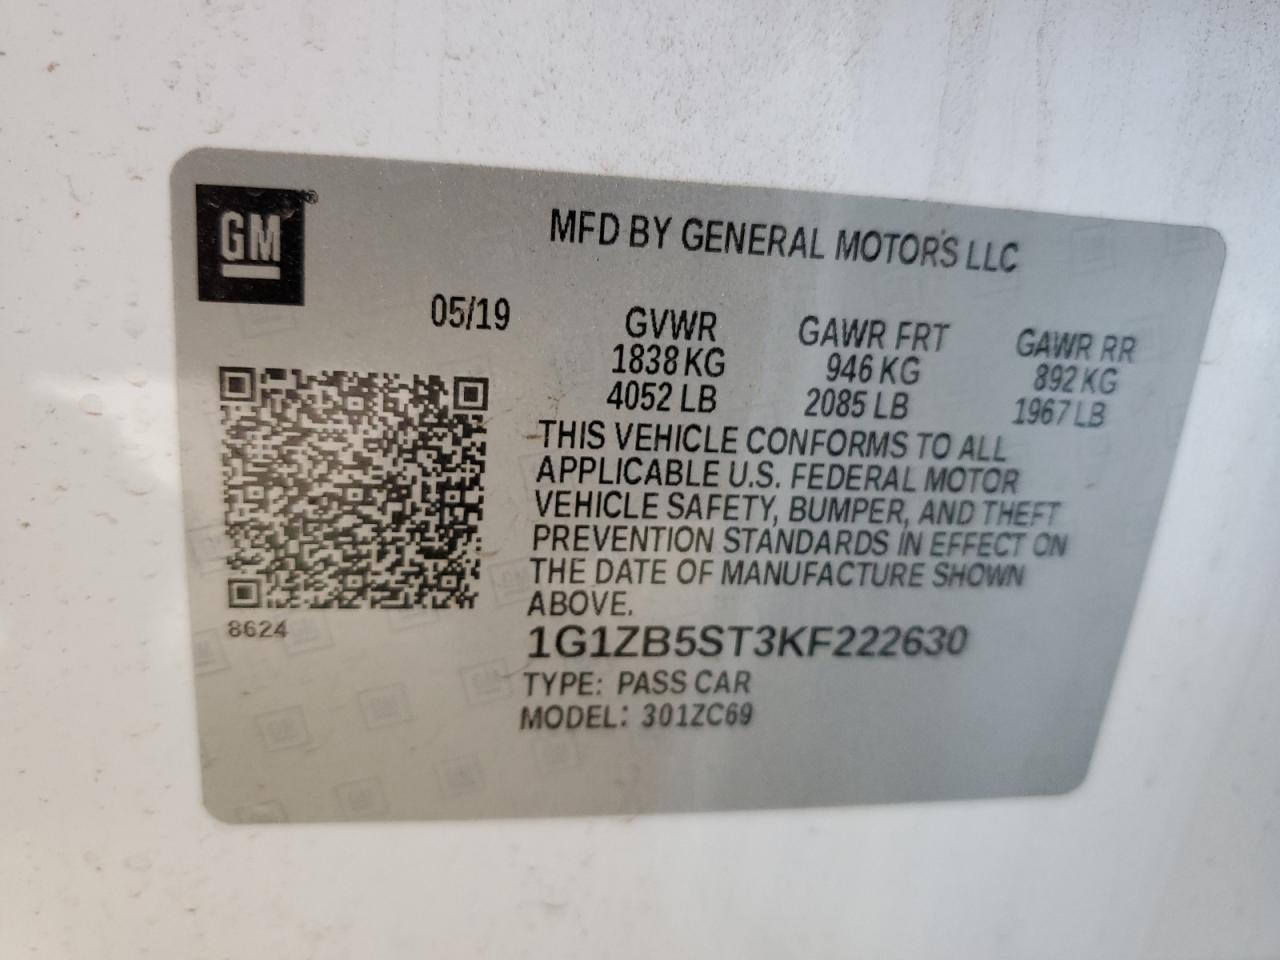 GM
MFD BY GENERAL MOTORS LLC
05/19
GVWR GAWR FRT GAWR RR
1838 KG 946 KG 892 KG
4052 LB 2085 LB 1967 LB
THIS VEHICLE CONFORMS TO ALL
APPLICABLE U.S. FEDERAL MOTOR
VEHICLE SAFETY, BUMPER, AND THEFT
PREVENTION STANDARDS IN EFFECT ON
THE DATE OF MANUFACTURE SHOWN
ABOVE.
8624
1G1ZB5ST3KF222630
TYPE: PASS CAR
MODEL: 301ZC69